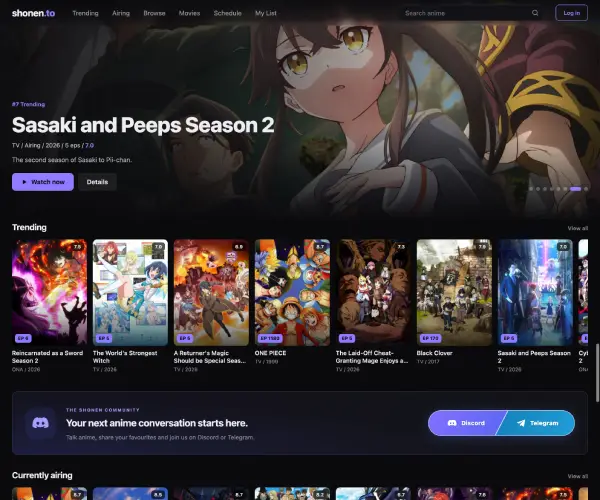 shonen.to
Trending
Airing
Browse
Movies
Schedule
My List
Search anime
Log in
#7 Trending
Sasaki and Peeps Season 2
TV / Airing / 2026 / 5 eps / 7.0
The second season of Sasaki to Pii-chan.
Watch now
Details
Trending
View all
7.5
7.0
6.5
8.7
7.3
7.0
EP 6
EP 5
EP 5
EP 5
EP 170
EP 5
Reincarnated as a Sword
Season 2
ONA / 2026
The World's Strongest
Witch
TV / 2026
A Returner's Magic
Should be Special Seas...
TV / 2026
ONE PIECE
TV / 1999
The Laid-Off Cheat-
Granting Mage Enjoys a...
TV / 2026
Black Clover
TV / 2017
Sasaki and Peeps Season
2
TV / 2026
THE SHONEN COMMUNITY
Your next anime conversation starts here.
Talk anime, share your favourites and join us on Discord or Telegram.
Discord
Telegram
Currently airing
View all